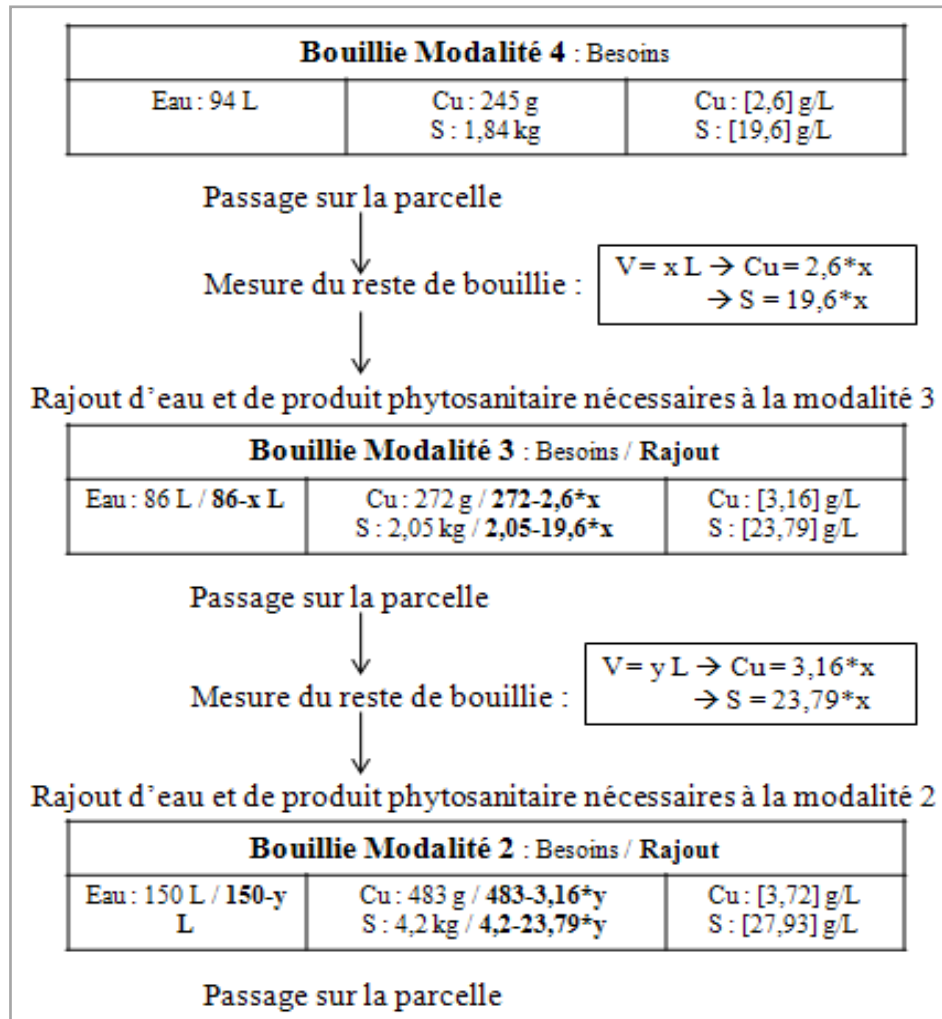 Bouillie Modalité 4 : Besoins
Eau : 94 L
Cu : 245 g
S : 1,84 kg
Cu : [2,6] g/L
S : [19,6] g/L
Passage sur la parcelle
Mesure du reste de bouillie :
V= x L → Cu= 2,6*x
→ S = 19,6*x
Rajout d'eau et de produit phytosanitaire nécessaires à la modalité 3
Bouillie Modalité 3 : Besoins / Rajout
Eau : 86 L / 86-x L
Cu : 272 g / 272-2,6*x
S : 2,05 kg / 2,05-19,6*x
Cu : [3,16] g/L
S : [23,79] g/L
Passage sur la parcelle
Mesure du reste de bouillie :
V= y L → Cu= 3,16*x
→ S = 23,79*x
Rajout d'eau et de produit phytosanitaire nécessaires à la modalité 2
Bouillie Modalité 2 : Besoins / Rajout
Eau : 150 L / 150-y
L
Cu : 483 g / 483-3,16*y
S : 4,2 kg / 4,2-23,79*y
Cu : [3,72] g/L
S : [27,93] g/L
Passage sur la parcelle